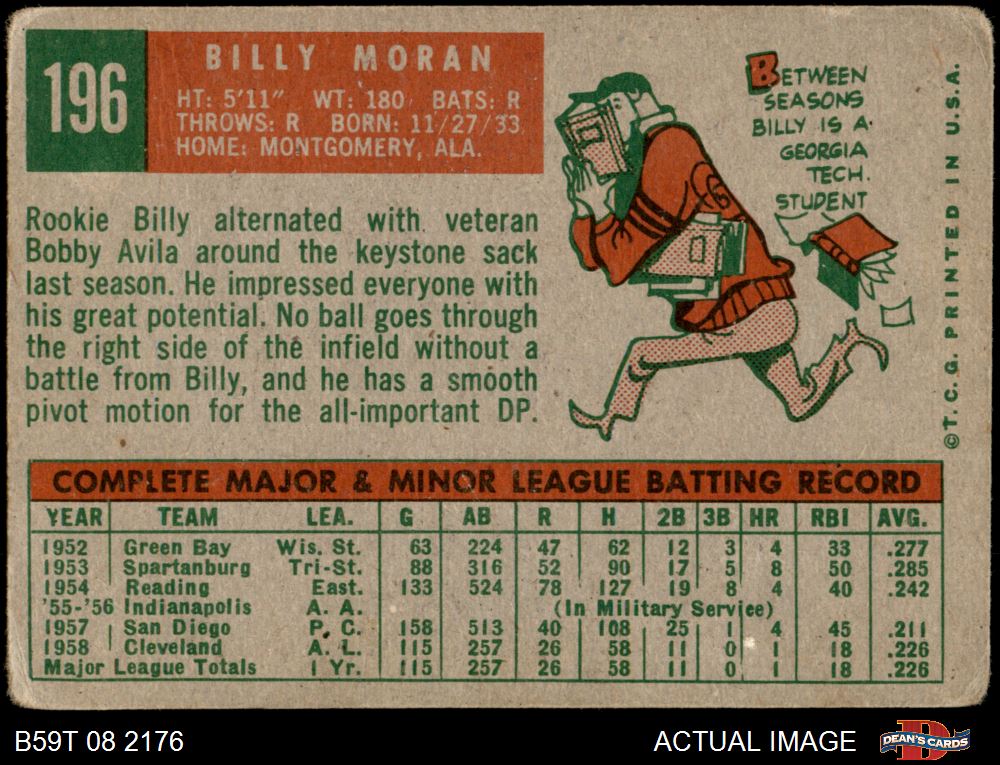 196
BILLY MORAN
HT: 5'11" WT: 180 BATS: R
THROWS: R BORN: 11/27/33
HOME: MONTGOMERY, ALA.
Rookie Billy alternated with veteran
Bobby Avila around the keystone sack
last season. He impressed everyone with
his great potential. No ball goes through
the right side of the infield without a
battle from Billy, and he has a smooth
pivot motion for the all-important DP.
BETWEEN
SEASONS
BILLY IS A
GEORGIA
TECH.
STUDENT
©T.C.G. PRINTED IN U.S.A.
COMPLETE MAJOR & MINOR LEAGUE BATTING RECORD
YEAR TEAM LEA. G AB R H 2B 3B HR RBI AVG.
1952 Green Bay Wis. St. 63 224 47 62 12 3 4 33 .277
1953 Spartanburg Tri-St. 88 316 52 90 17 5 8 50 .285
1954 Reading East. 133 524 78 127 19 8 4 40 .242
'55-'56 Indianapolis A. A. (In Military Service)
1957 San Diego P. C. 158 513 40 108 25 1 4 45 .211
1958 Cleveland A. L. 115 257 26 58 11 0 1 18 .226
Major League Totals 1 Yr. 115 257 26 58 11 0 1 18 .226
B59T 08 2176
ACTUAL IMAGE
DEAN'S CARDS